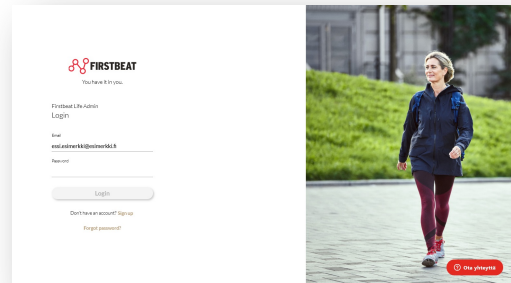 FIRSTBEAT
You have it in you.
Firstbeat Life Admin
Login
Email
essi.esimerkki@esimerkki.fi
Password
Login
Don't have an account? Sign up
Forgot password?
Ota yhteyttä